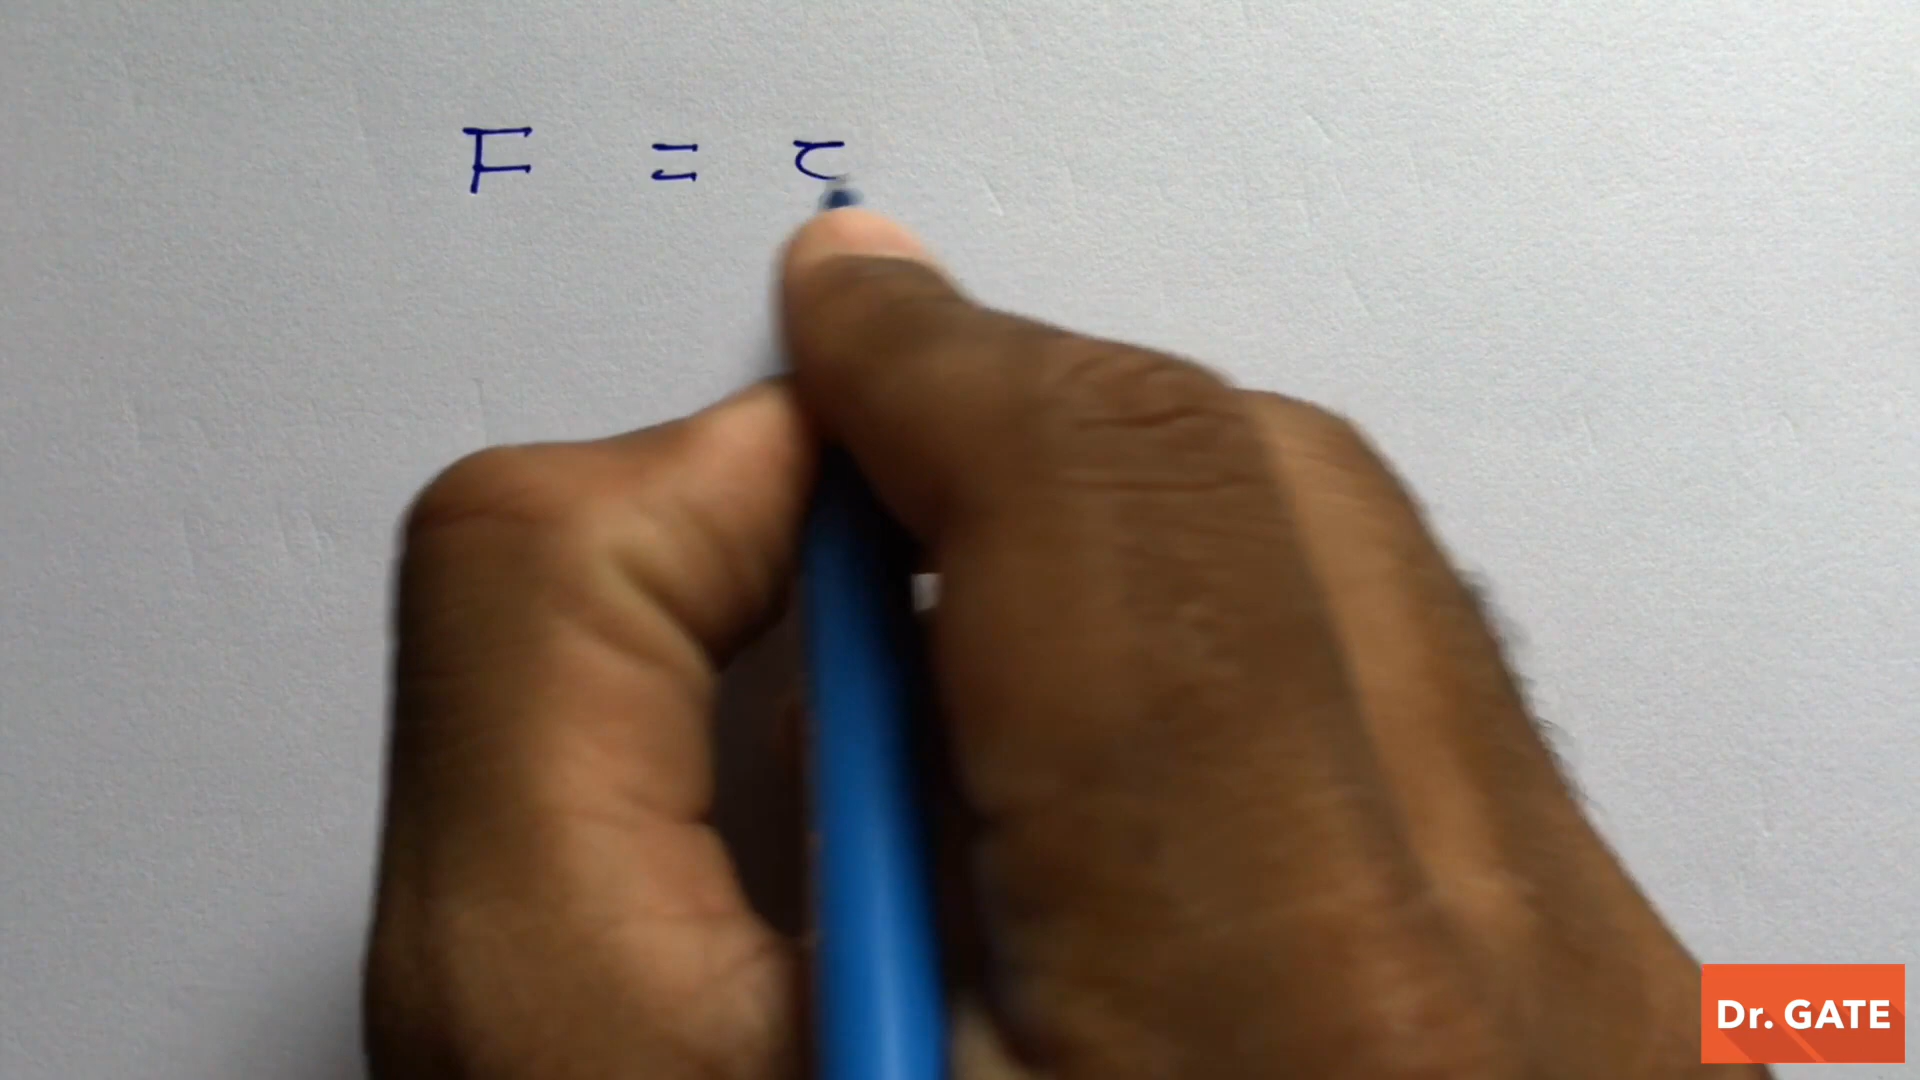 F = τ
Dr. GATE